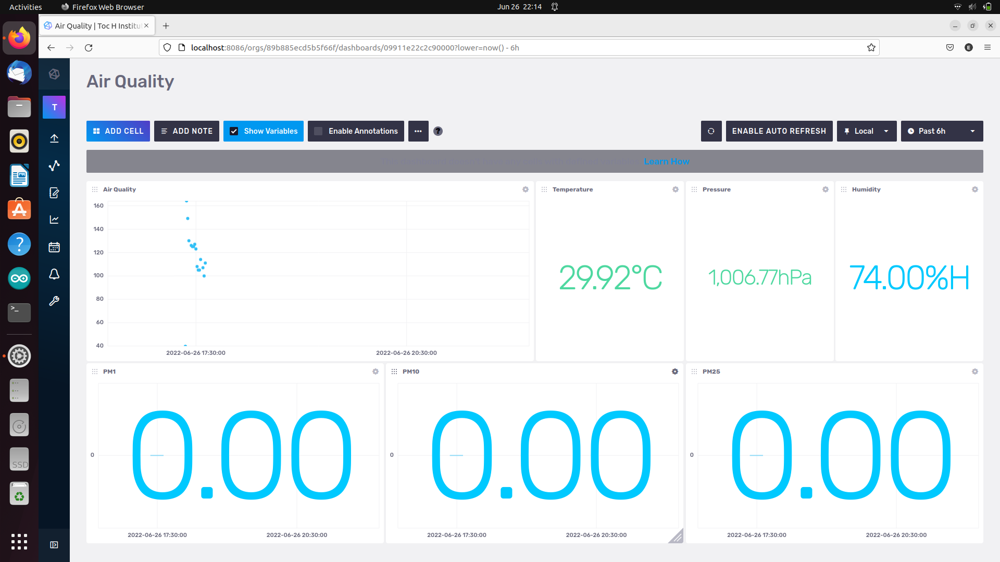 Activities
Firefox Web Browser
Jun 26 22:14
Air Quality | Toc H Institu
localhost:8086/orgs/89b885ecd5b5f66f/dashboards/09911e22c2c90000?lower=now() - 6h
E
T
Air Quality
ADD CELL
ADD NOTE
Show Variables
Enable Annotations
?
ENABLE AUTO REFRESH
Local
Past 6h
Learn How
Air Quality
160
140
120
100
80
60
40
2022-06-26 17:30:00
2022-06-26 20:30:00
Temperature
29.92°C
Pressure
1,006.77hPa
Humidity
74.00%H
PM1
0
0.00
2022-06-26 17:30:00
2022-06-26 20:30:00
PM10
0
0.00
2022-06-26 17:30:00
2022-06-26 20:30:00
PM25
0
0.00
2022-06-26 17:30:00
2022-06-26 20:30:00
SSD